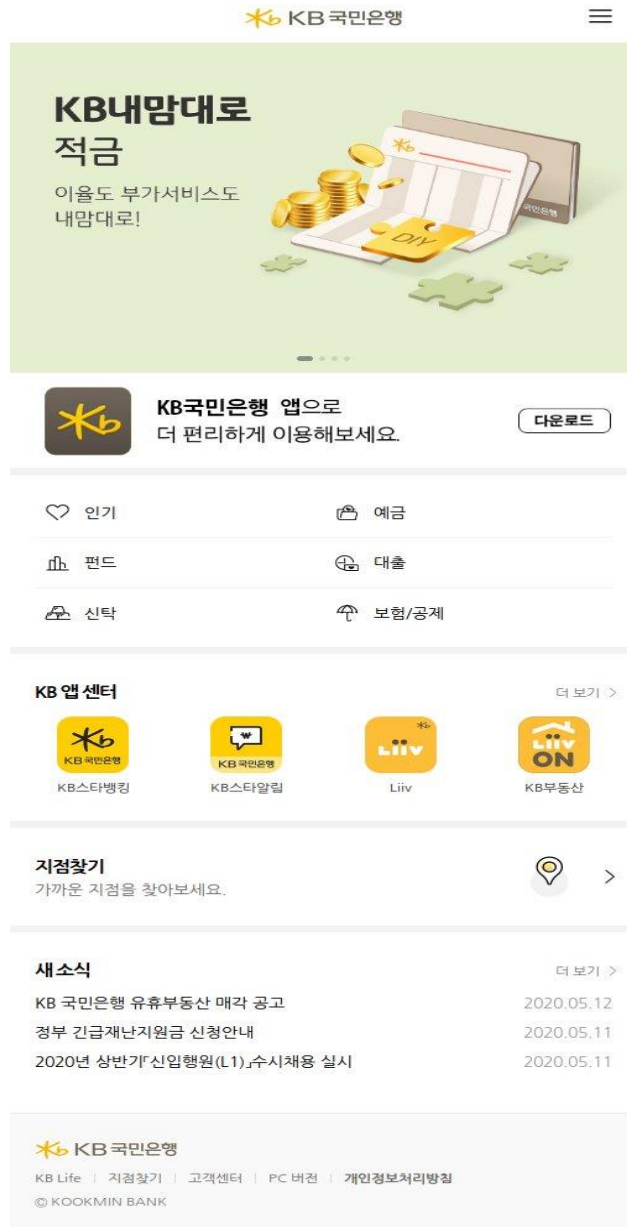 KB국민은행
KB내맘대로
적금
이율도 부가서비스도
내맘대로!
국민은행
DIY
KB국민은행 앱으로
더 편리하게 이용해보세요.
다운로드
인기
예금
펀드
대출
신탁
보험/공제
KB 앱 센터
더 보기 >
KB 국민은행
KB 국민은행
Liiv
Liiv ON
KB스타뱅킹
KB스타알림
Liiv
KB부동산
지점찾기
가까운 지점을 찾아보세요.
새소식
더 보기 >
KB 국민은행 유휴부동산 매각 공고 2020.05.12
정부 긴급재난지원금 신청안내 2020.05.11
2020년 상반기「신입행원(L1)」수시채용 실시 2020.05.11
KB국민은행
KB Life | 지점찾기 | 고객센터 | PC 버전 | 개인정보처리방침
© KOOKMIN BANK